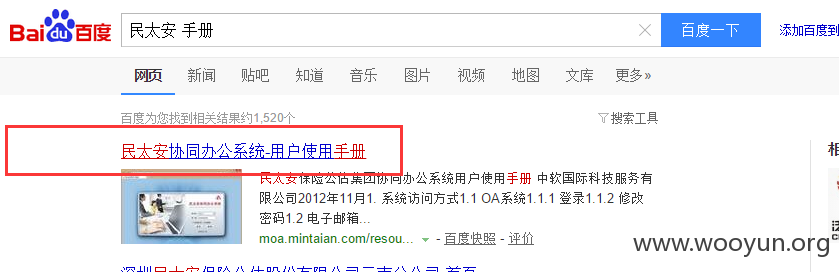 Bai du 百度 民太安 手册 百度一下 添加百度到
网页 新闻 贴吧 知道 音乐 图片 视频 地图 文库 更多»
百度为您找到相关结果约1,520个 搜索工具
民太安协同办公系统-用户使用手册
民太安保险公估集团协同办公系统用户使用手册 中软国际科技服务有
限公司2012年11月1. 系统访问方式1.1 OA系统1.1.1 登录1.1.2 修改
密码1.2 电子邮箱...
moa.mintaian.com/resou... - 百度快照 - 评价
www.wooyun.org